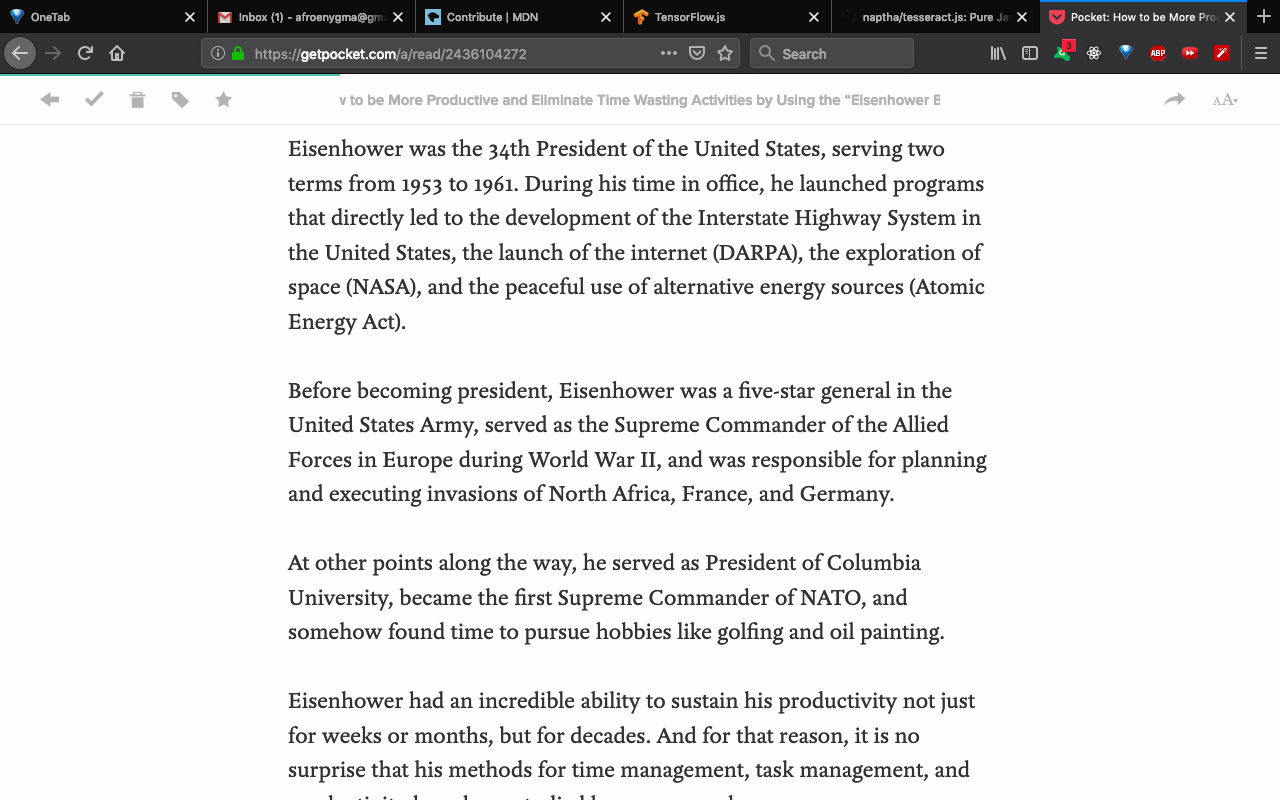 OneTab
Inbox (1) - afroenygma@gm
Contribute | MDN
TensorFlow.js
naptha/tesseract.js: Pure Ja
Pocket: How to be More Pro
https://getpocket.com/a/read/2436104272
Search
3
ABP
to be More Productive and Eliminate Time Wasting Activities by Using the “Eisenhower
AA
Eisenhower was the 34th President of the United States, serving two
terms from 1953 to 1961. During his time in office, he launched programs
that directly led to the development of the Interstate Highway System in
the United States, the launch of the internet (DARPA), the exploration of
space (NASA), and the peaceful use of alternative energy sources (Atomic
Energy Act).
Before becoming president, Eisenhower was a five-star general in the
United States Army, served as the Supreme Commander of the Allied
Forces in Europe during World War II, and was responsible for planning
and executing invasions of North Africa, France, and Germany.
At other points along the way, he served as President of Columbia
University, became the first Supreme Commander of NATO, and
somehow found time to pursue hobbies like golfing and oil painting.
Eisenhower had an incredible ability to sustain his productivity not just
for weeks or months, but for decades. And for that reason, it is no
surprise that his methods for time management, task management, and